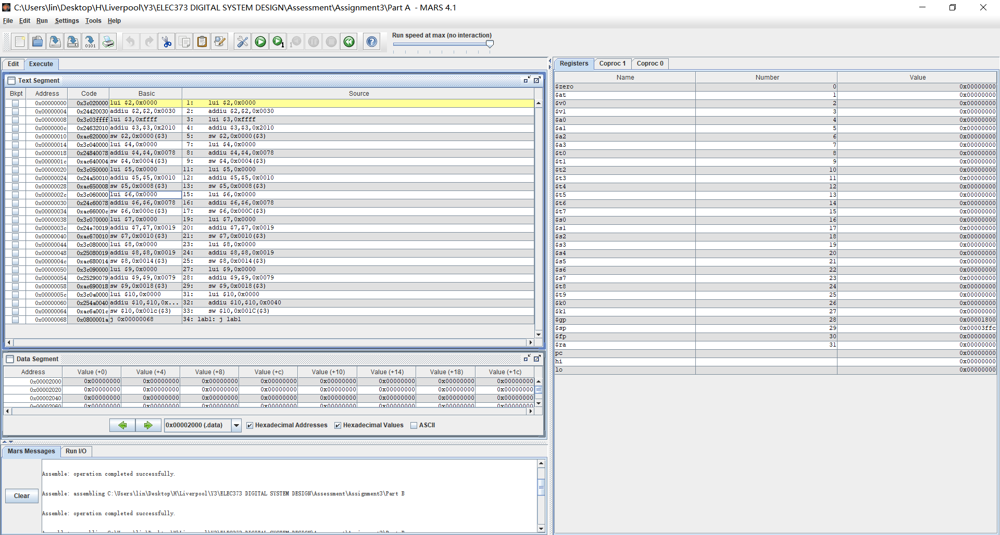 C:\Users\lin\Desktop\H\Liverpool\Y3\ELEC373 DIGITAL SYSTEM DESIGN\Assessment\Assignment3\Part A - MARS 4.1
File Edit Run Settings Tools Help
Run speed at max (no interaction)
Edit Execute
Text Segment
Bkpt Address Code Basic Source
0x00000000 0x3c020000 lui $2,0x0000 1: lui $2,0x0000
0x00000004 0x24420030 addiu $2,$2,0x0030 2: addiu $2,$2,0x0030
0x00000008 0x3c03ffff lui $3,0xffff 3: lui $3,0xffff
0x0000000c 0x24632010 addiu $3,$3,0x2010 4: addiu $3,$3,0x2010
0x00000010 0xac620000 sw $2,0x0000($3) 5: sw $2,0x0000($3)
0x00000014 0x3c040000 lui $4,0x0000 7: lui $4,0x0000
0x00000018 0x24840078 addiu $4,$4,0x0078 8: addiu $4,$4,0x0078
0x0000001c 0xac640004 sw $4,0x0004($3) 9: sw $4,0x0004($3)
0x00000020 0x3c050000 lui $5,0x0000 11: lui $5,0x0000
0x00000024 0x24a50010 addiu $5,$5,0x0010 12: addiu $5,$5,0x0010
0x00000028 0xac650008 sw $5,0x0008($3) 13: sw $5,0x0008($3)
0x0000002c 0x3c060000 lui $6,0x0000 15: lui $6,0x0000
0x00000030 0x24c60078 addiu $6,$6,0x0078 16: addiu $6,$6,0x0078
0x00000034 0xac66000c sw $6,0x000c($3) 17: sw $6,0x000C($3)
0x00000038 0x3c070000 lui $7,0x0000 19: lui $7,0x0000
0x0000003c 0x24e70019 addiu $7,$7,0x0019 20: addiu $7,$7,0x0019
0x00000040 0xac670010 sw $7,0x0010($3) 21: sw $7,0x0010($3)
0x00000044 0x3c080000 lui $8,0x0000 23: lui $8,0x0000
0x00000048 0x25080019 addiu $8,$8,0x0019 24: addiu $8,$8,0x0019
0x0000004c 0xac680014 sw $8,0x0014($3) 25: sw $8,0x0014($3)
0x00000050 0x3c090000 lui $9,0x0000 27: lui $9,0x0000
0x00000054 0x25290079 addiu $9,$9,0x0079 28: addiu $9,$9,0x0079
0x00000058 0xac690018 sw $9,0x0018($3) 29: sw $9,0x0018($3)
0x0000005c 0x3c0a0000 lui $10,0x0000 31: lui $10,0x0000
0x00000060 0x254a0040 addiu $10,$10,0x... 32: addiu $10,$10,0x0040
0x00000064 0xac6a001c sw $10,0x001c($3) 33: sw $10,0x001C($3)
0x00000068 0x0800001a j 0x00000068 34: lab1: j lab1
Data Segment
Address Value (+0) Value (+4) Value (+8) Value (+c) Value (+10) Value (+14) Value (+18) Value (+1c)
0x00002000 0x00000000 0x00000000 0x00000000 0x00000000 0x00000000 0x00000000 0x00000000 0x00000000
0x00002020 0x00000000 0x00000000 0x00000000 0x00000000 0x00000000 0x00000000 0x00000000 0x00000000
0x00002040 0x00000000 0x00000000 0x00000000 0x00000000 0x00000000 0x00000000 0x00000000 0x00000000
0x00002060 0x00000000 0x00000000 0x00000000 0x00000000 0x00000000 0x00000000 0x00000000 0x00000000
0x00002000 (.data) Hexadecimal Addresses Hexadecimal Values ASCII
Mars Messages Run I/O
Clear
Assemble: operation completed successfully.
Assemble: assembling C:\Users\lin\Desktop\H\Liverpool\Y3\ELEC373 DIGITAL SYSTEM DESIGN\Assessment\Assignment3\Part B
Assemble: operation completed successfully.
Assemble: assembling C:\Users\lin\Desktop\H\Liverpool\Y3\ELEC373 DIGITAL SYSTEM DESIGN\Assessment\Assignment3\Part B
Registers Coproc 1 Coproc 0
Name Number Value
$zero 0 0x00000000
$at 1 0x00000000
$v0 2 0x00000000
$v1 3 0x00000000
$a0 4 0x00000000
$a1 5 0x00000000
$a2 6 0x00000000
$a3 7 0x00000000
$t0 8 0x00000000
$t1 9 0x00000000
$t2 10 0x00000000
$t3 11 0x00000000
$t4 12 0x00000000
$t5 13 0x00000000
$t6 14 0x00000000
$t7 15 0x00000000
$s0 16 0x00000000
$s1 17 0x00000000
$s2 18 0x00000000
$s3 19 0x00000000
$s4 20 0x00000000
$s5 21 0x00000000
$s6 22 0x00000000
$s7 23 0x00000000
$t8 24 0x00000000
$t9 25 0x00000000
$k0 26 0x00000000
$k1 27 0x00000000
$gp 28 0x00001800
$sp 29 0x00003ffc
$fp 30 0x00000000
$ra 31 0x00000000
pc 0x00000000
hi 0x00000000
lo 0x00000000